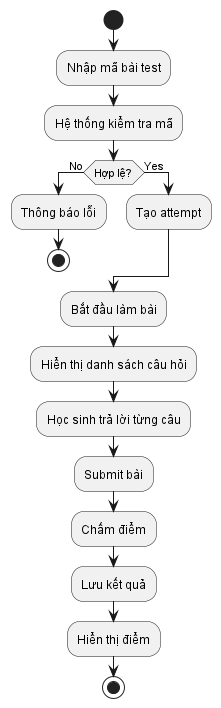 Nhập mã bài test
Hệ thống kiểm tra mã
Hợp lệ?
No
Yes
Thông báo lỗi
Tạo attempt
Bắt đầu làm bài
Hiển thị danh sách câu hỏi
Học sinh trả lời từng câu
Submit bài
Chấm điểm
Lưu kết quả
Hiển thị điểm